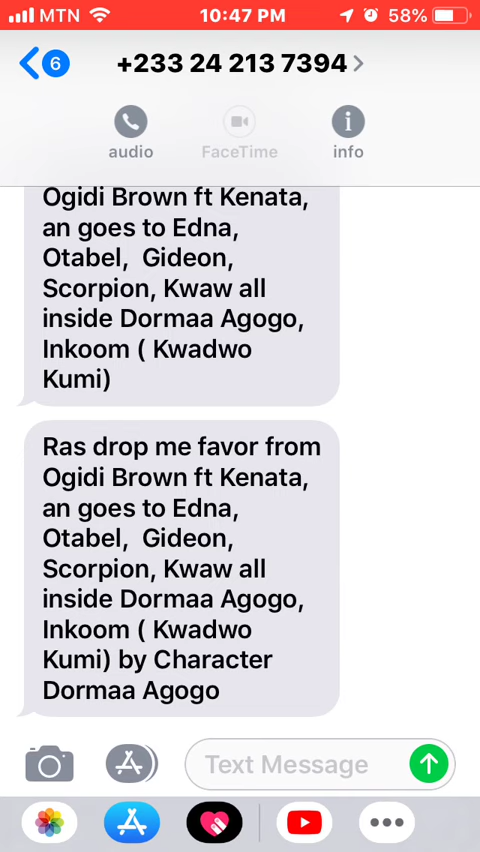 MTN 10:47 PM 58%
6 +233 24 213 7394
audio FaceTime info
Ogidi Brown ft Kenata,
an goes to Edna,
Otabel,  Gideon,
Scorpion, Kwaw all
inside Dormaa Agogo,
Inkoom ( Kwadwo
Kumi)
Ras drop me favor from
Ogidi Brown ft Kenata,
an goes to Edna,
Otabel,  Gideon,
Scorpion, Kwaw all
inside Dormaa Agogo,
Inkoom ( Kwadwo
Kumi) by Character
Dormaa Agogo
Text Message